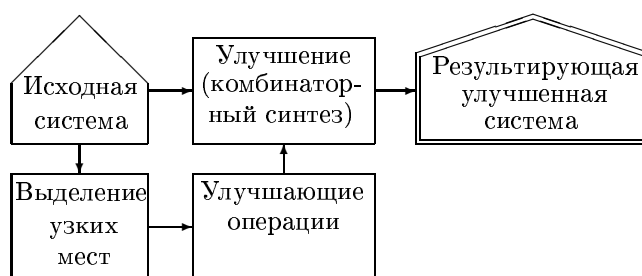 Исходная
система
Улучшение
(комбинатор-
ный синтез)
Результирующая
улучшенная
система
Выделение
узких
мест
Улучшающие
операции